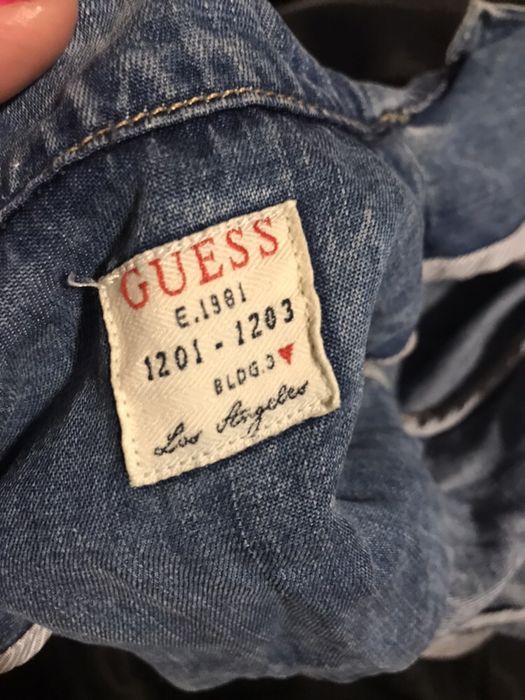 GUESS
E.1981
1201 - 1203
BLDG.3
Los Angeles